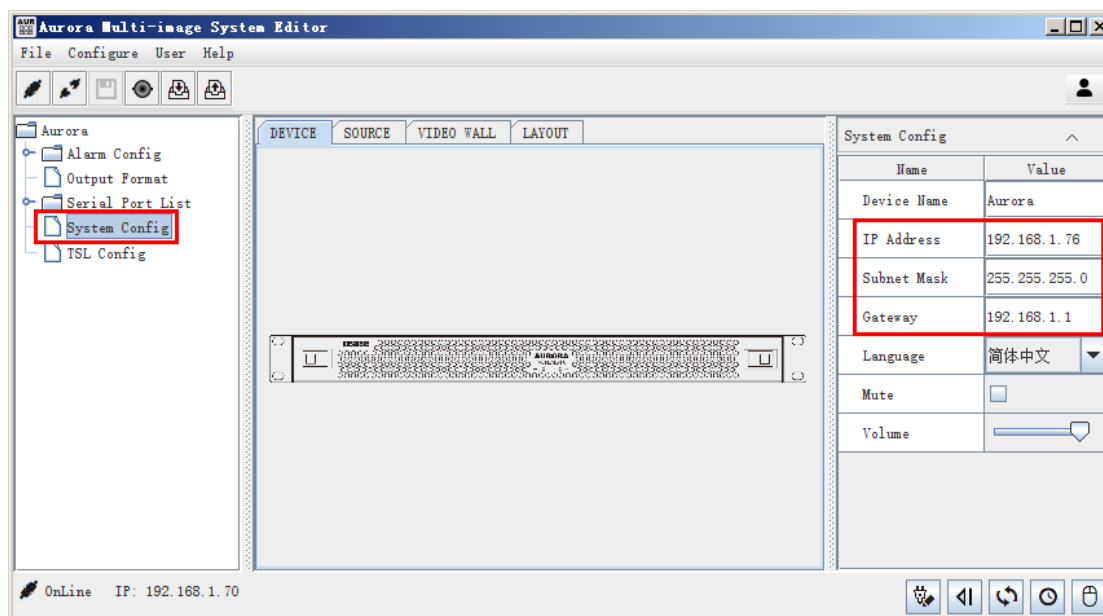 Aurora Multi-image System Editor
File Configure User Help
Aurora
Alarm Config
Output Format
Serial Port List
System Config
TSL Config
DEVICE SOURCE VIDEO WALL LAYOUT
AURORA
System Config
Name Value
Device Name Aurora
IP Address 192.168.1.76
Subnet Mask 255.255.255.0
Gateway 192.168.1.1
Language 简体中文
Mute
Volume
OnLine IP: 192.168.1.70